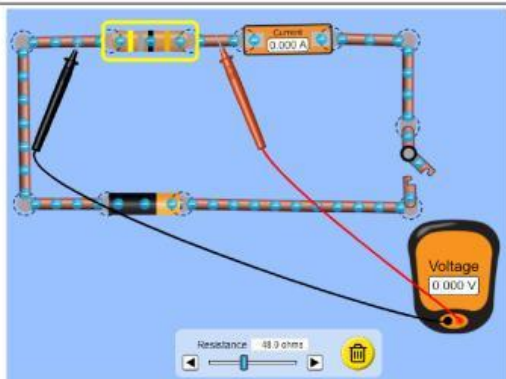 Current
0.000 A
Voltage
0.000 V
Resistance 48.0 ohms